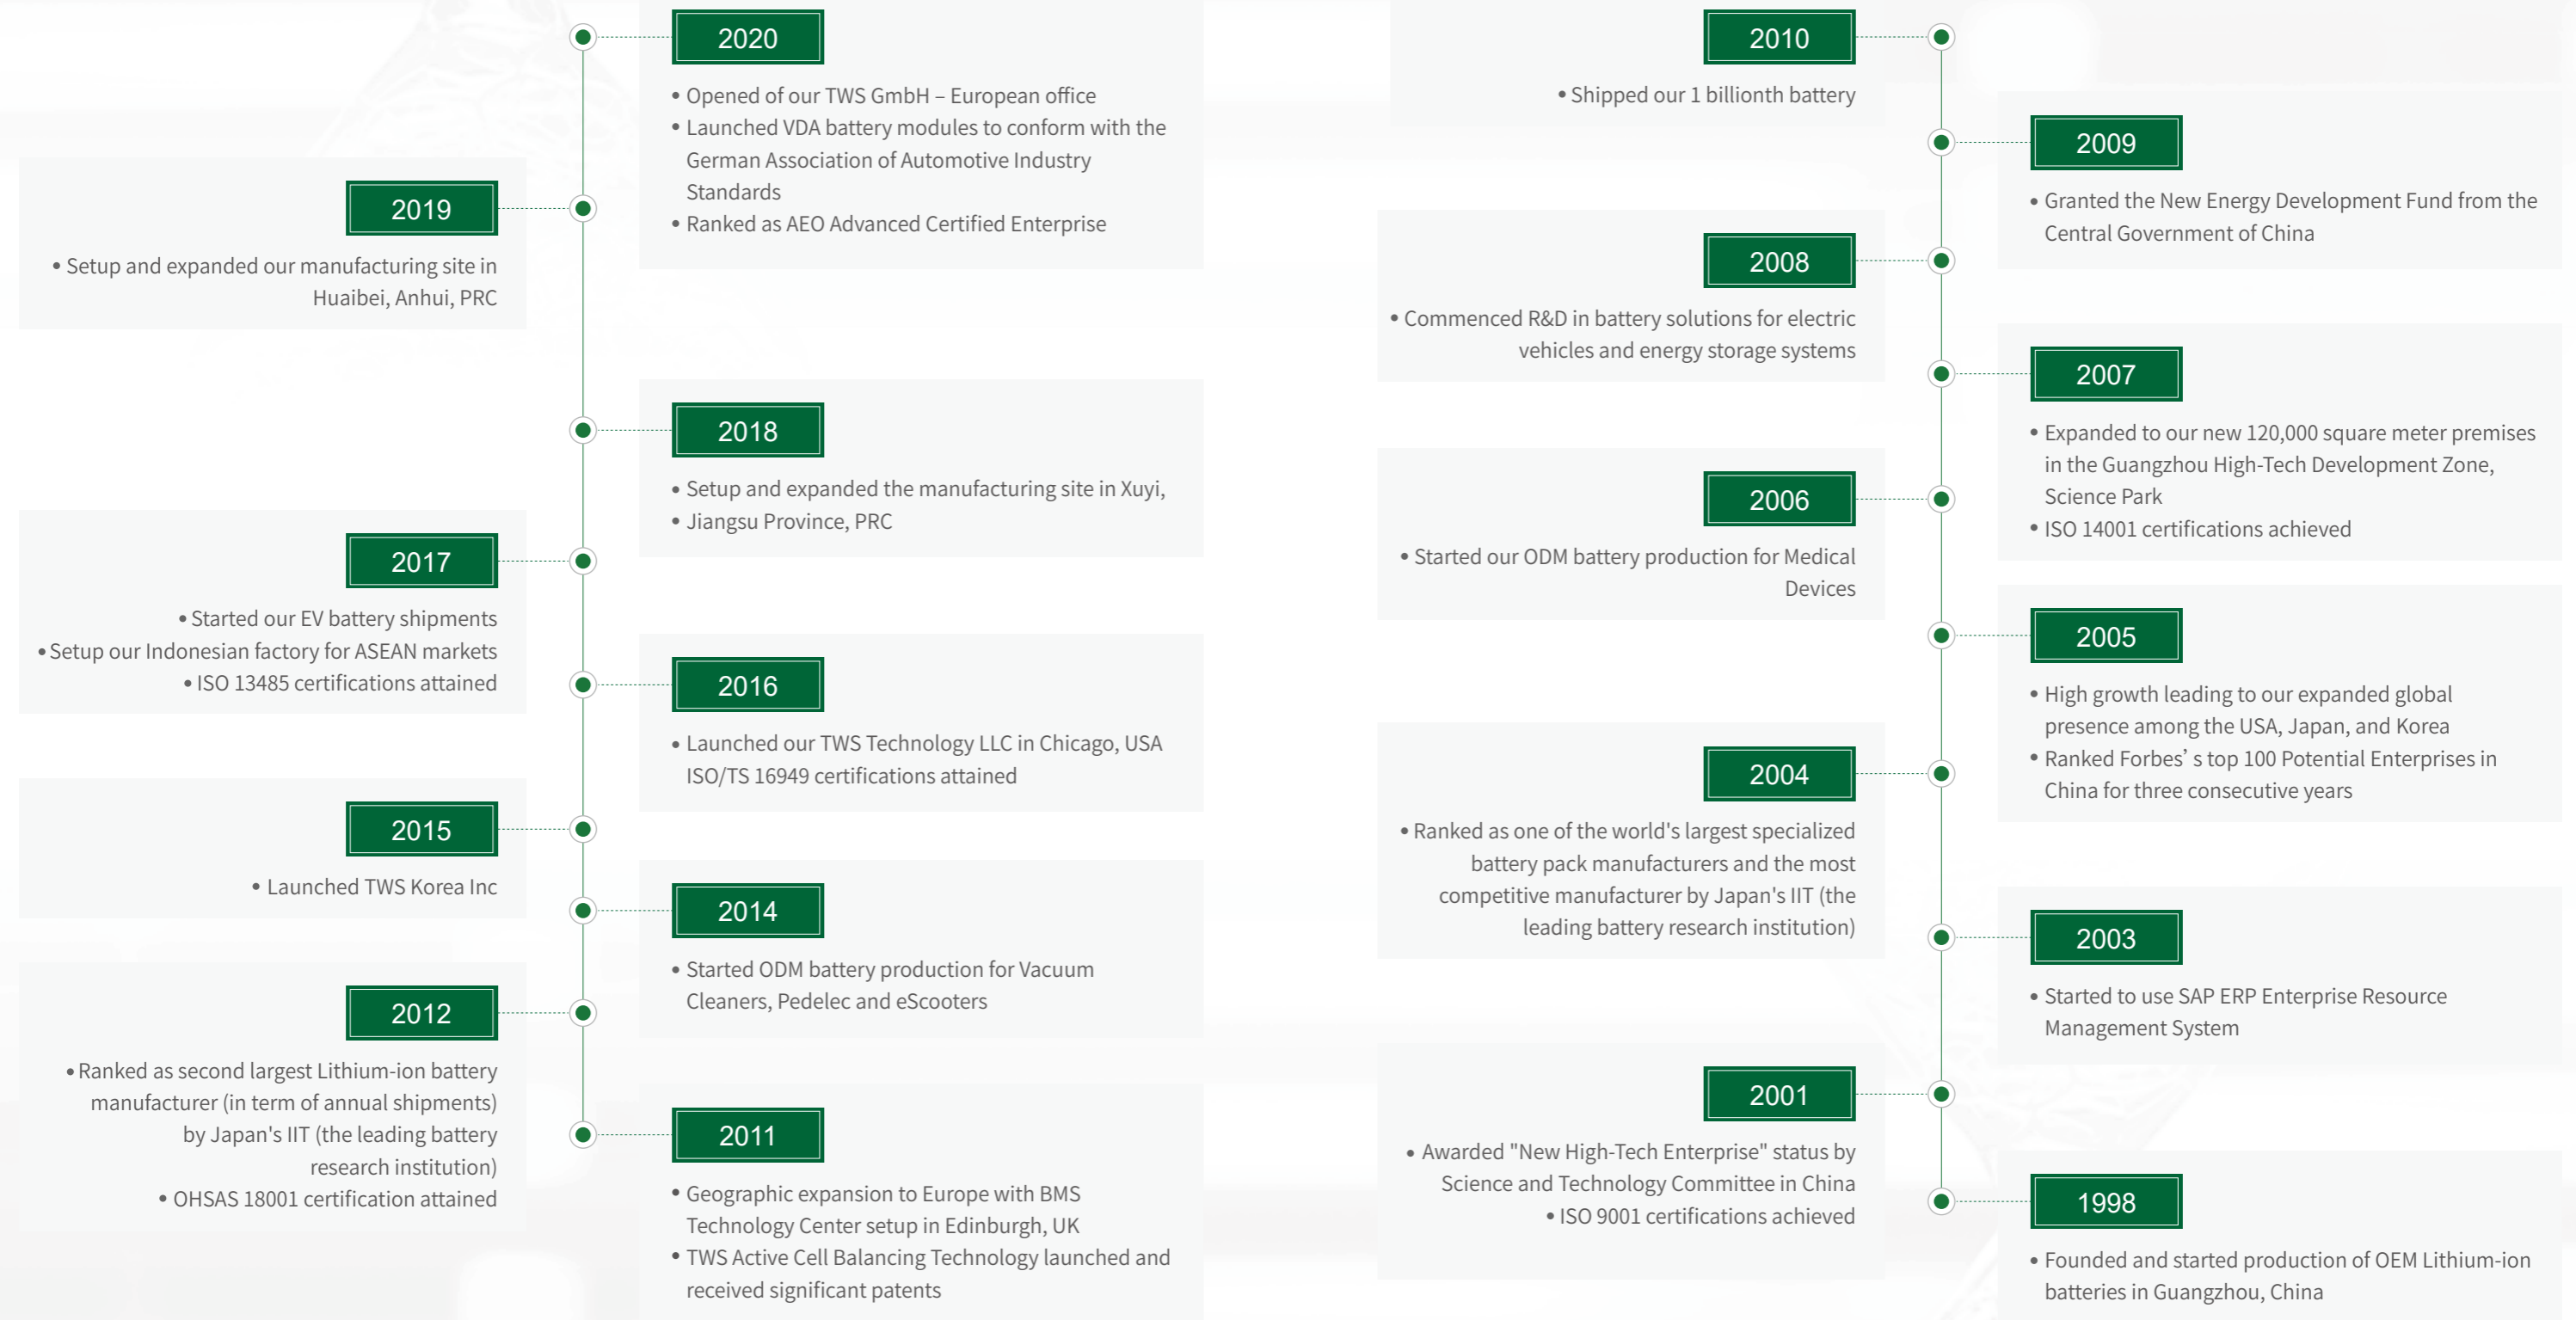 2020
• Opened of our TWS GmbH – European office
• Launched VDA battery modules to conform with the
German Association of Automotive Industry
Standards
• Ranked as AEO Advanced Certified Enterprise
2019
• Setup and expanded our manufacturing site in
Huaibei, Anhui, PRC
2018
• Setup and expanded the manufacturing site in Xuyi,
• Jiangsu Province, PRC
2017
• Started our EV battery shipments
• Setup our Indonesian factory for ASEAN markets
• ISO 13485 certifications attained
2016
• Launched our TWS Technology LLC in Chicago, USA
ISO/TS 16949 certifications attained
2015
• Launched TWS Korea Inc
2014
• Started ODM battery production for Vacuum
Cleaners, Pedelec and eScooters
2012
• Ranked as second largest Lithium-ion battery
manufacturer (in term of annual shipments)
by Japan's IIT (the leading battery
research institution)
• OHSAS 18001 certification attained
2011
• Geographic expansion to Europe with BMS
Technology Center setup in Edinburgh, UK
• TWS Active Cell Balancing Technology launched and
received significant patents
2010
• Shipped our 1 billionth battery
2009
• Granted the New Energy Development Fund from the
Central Government of China
2008
• Commenced R&D in battery solutions for electric
vehicles and energy storage systems
2007
• Expanded to our new 120,000 square meter premises
in the Guangzhou High-Tech Development Zone,
Science Park
• ISO 14001 certifications achieved
2006
• Started our ODM battery production for Medical
Devices
2005
• High growth leading to our expanded global
presence among the USA, Japan, and Korea
• Ranked Forbes’ s top 100 Potential Enterprises in
China for three consecutive years
2004
• Ranked as one of the world's largest specialized
battery pack manufacturers and the most
competitive manufacturer by Japan's IIT (the
leading battery research institution)
2003
• Started to use SAP ERP Enterprise Resource
Management System
2001
• Awarded "New High-Tech Enterprise" status by
Science and Technology Committee in China
• ISO 9001 certifications achieved
1998
• Founded and started production of OEM Lithium-ion
batteries in Guangzhou, China